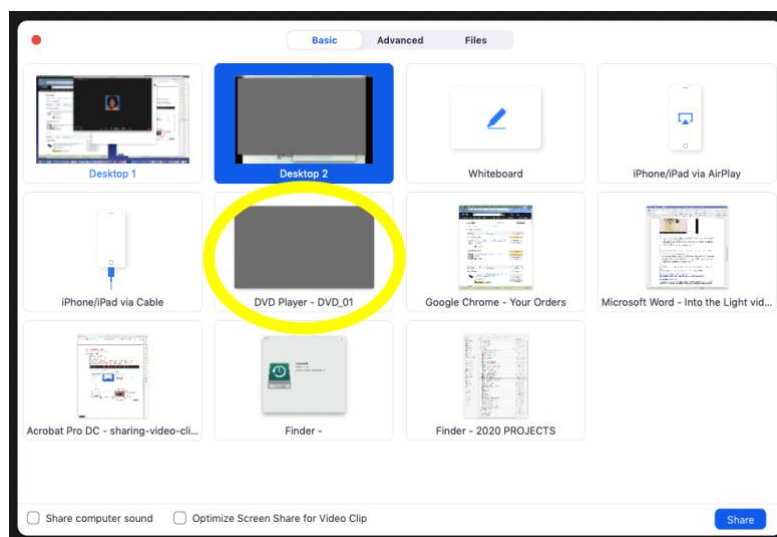 Basic Advanced Files
Desktop 1 Desktop 2 Whiteboard iPhone/iPad via AirPlay
iPhone/iPad via Cable DVD Player - DVD_01 Google Chrome - Your Orders Microsoft Word - Into the Light vid...
Acrobat Pro DC - sharing-video-cli... Finder - Finder - 2020 PROJECTS
Share computer sound Optimize Screen Share for Video Clip Share